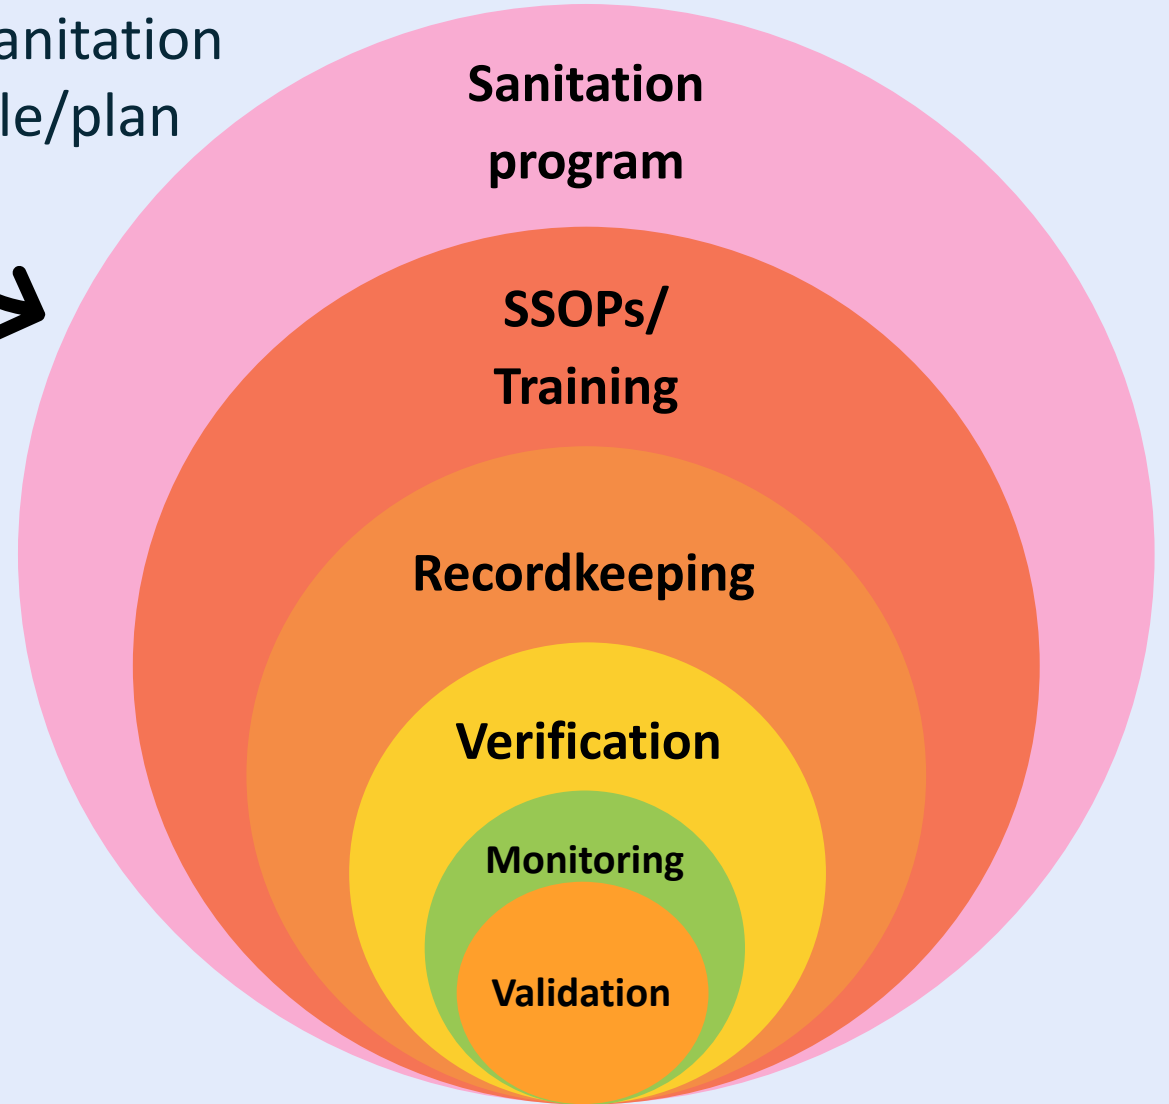 anitation
le/plan
Sanitation
program
SSOPs/
Training
Recordkeeping
Verification
Monitoring
Validation